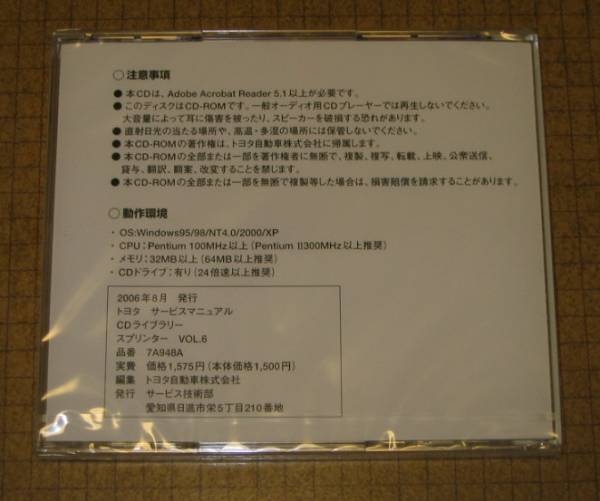 ○注意事項
● 本CDは、Adobe Acrobat Reader 5.1以上が必要です。
● このディスクはCD-ROMです。一般オーディオ用CDプレーヤーでは再生しないでください。
大音量によって耳に傷害を被ったり、スピーカーを破損する恐れがあります。
● 直射日光の当たる場所や、高温・多湿の場所には保管しないでください。
● 本CD-ROMの著作権は、トヨタ自動車株式会社に帰属します。
● 本CD-ROMの全部または一部を著作権者に無断で、複製、複写、転載、上映、公衆送信、
貸与、翻訳、翻案、改変することを禁じます。
● 本CD-ROMの全部または一部を無断で複製等した場合は、損害賠償を請求することがあります。
○動作環境
・OS:Windows95/98/NT4.0/2000/XP
・CPU:Pentium 100MHz以上(Pentium II300MHz以上推奨)
・メモリ:32MB以上(64MB以上推奨)
・CDドライブ:有り(24倍速以上推奨)
2006年8月 発行
トヨタ サービスマニュアル
CDライブラリー
スプリンター VOL.6
品番 7A948A
実費 価格1,575円(本体価格1,500円)
編集 トヨタ自動車株式会社
発行 サービス技術部
愛知県日進市栄5丁目210番地